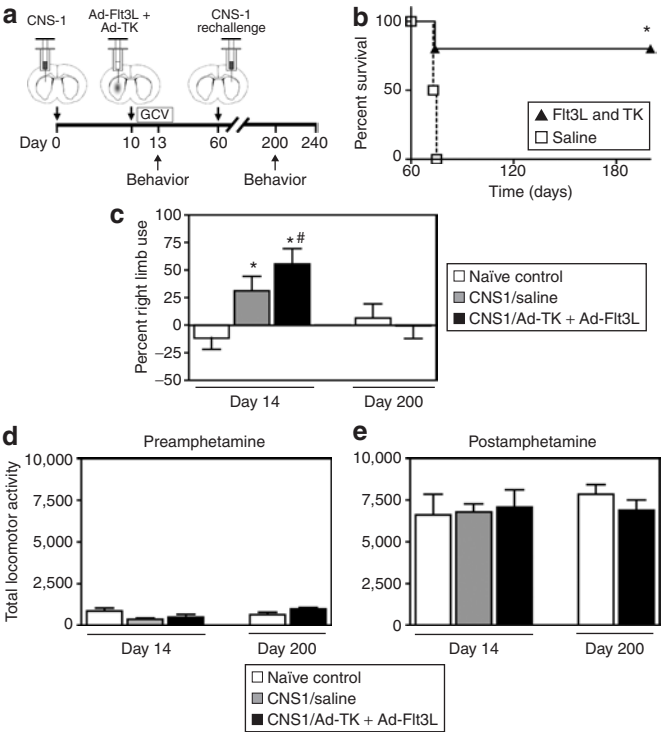 a
CNS-1
Ad-Flt3L +
Ad-TK
CNS-1
rechallenge
GCV
Day 0
10
13
60
200
240
Behavior
Behavior
b
Percent survival
100
50
0
60
120
180
Time (days)
*
Flt3L and TK
Saline
c
Percent right limb use
100
75
50
25
0
−25
−50
*
*#
Day 14
Day 200
Naïve control
CNS1/saline
CNS1/Ad-TK + Ad-Flt3L
d
Preamphetamine
Total locomotor activity
10,000
7,500
5,000
2,500
0
Day 14
Day 200
e
Postamphetamine
10,000
7,500
5,000
2,500
0
Day 14
Day 200
Naïve control
CNS1/saline
CNS1/Ad-TK + Ad-Flt3L